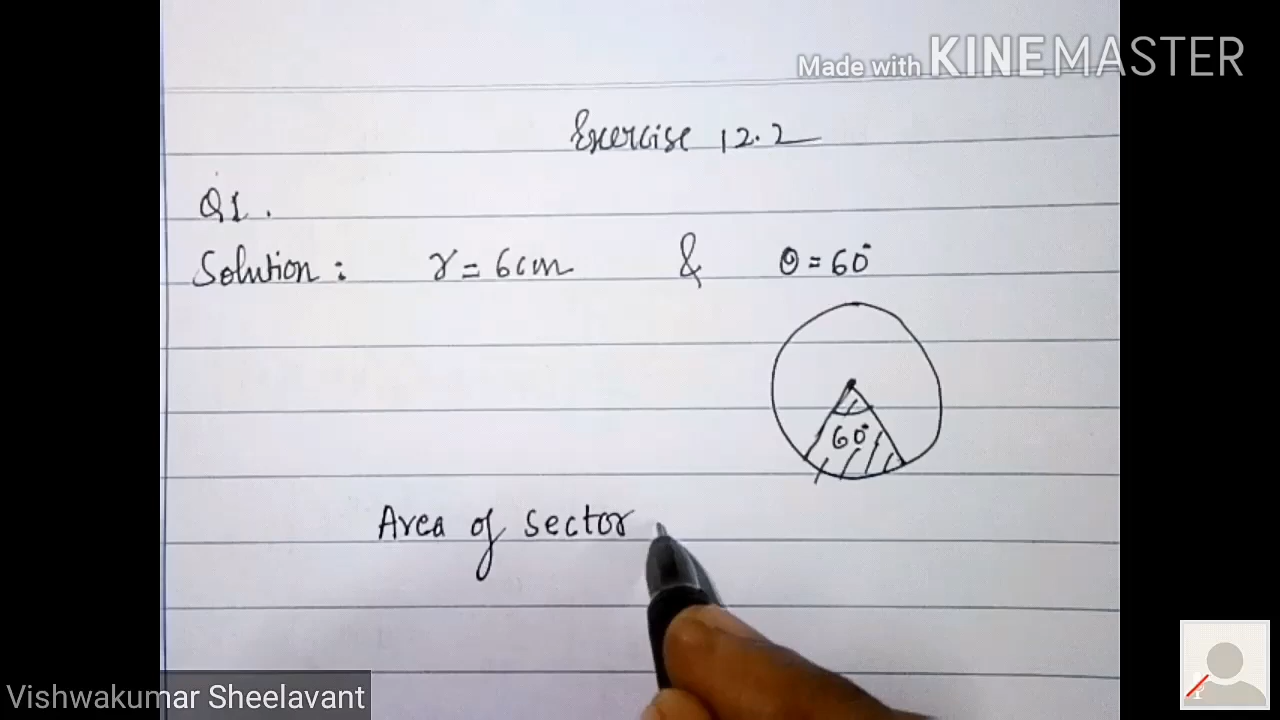 Made with KINEMASTER
Exercise 12.2
Q1.
Solution : r = 6cm & θ = 60°
60°
Area of sector
Vishwakumar Sheelavant